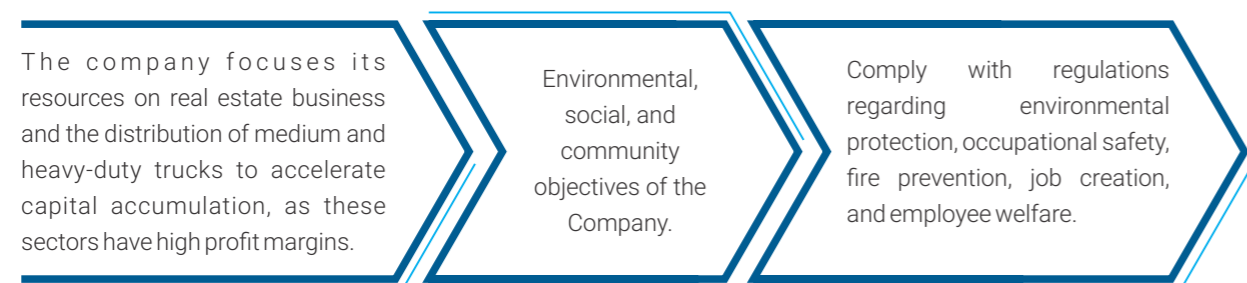 The company focuses its
resources on real estate business
and the distribution of medium and
heavy-duty trucks to accelerate
capital accumulation, as these
sectors have high profit margins.
Environmental,
social, and
community
objectives of the
Company.
Comply with regulations
regarding environmental
protection, occupational safety,
fire prevention, job creation,
and employee welfare.